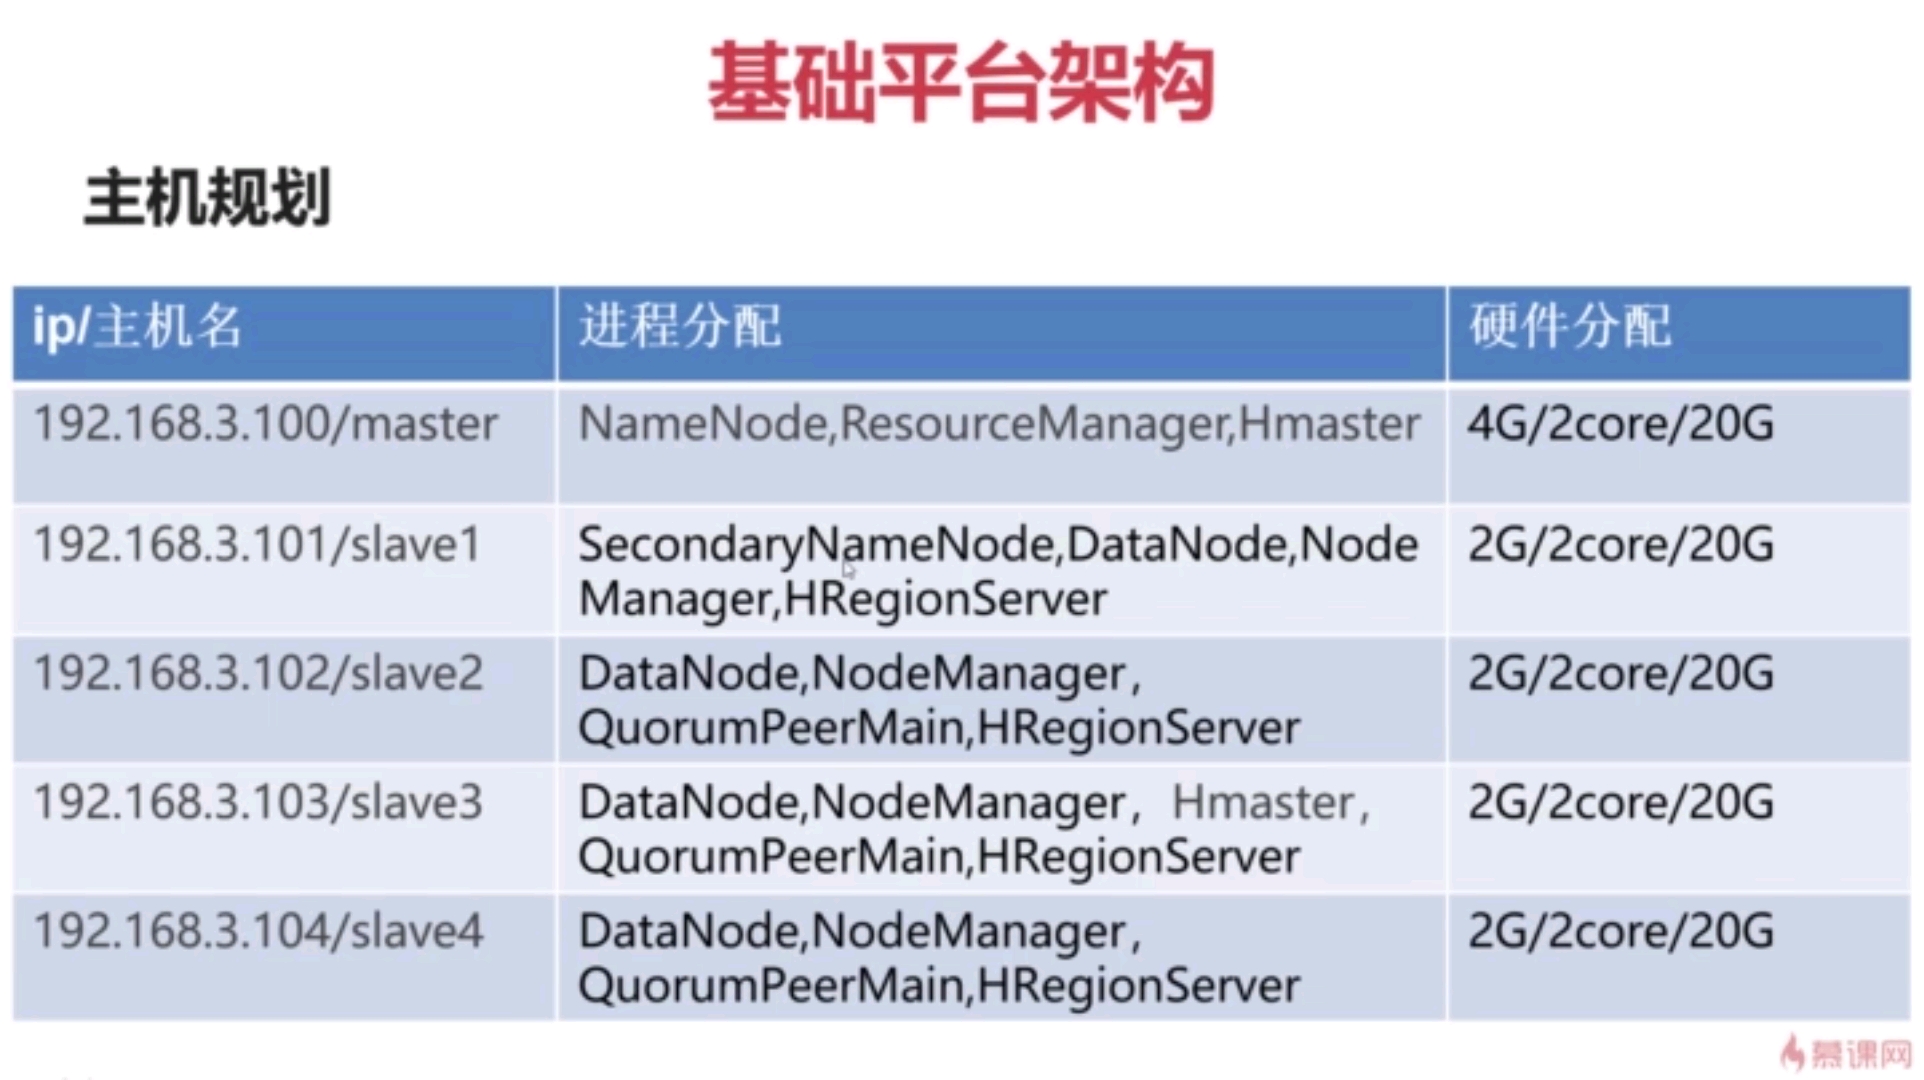 基础平台架构
主机规划
ip/主机名
进程分配
硬件分配
192.168.3.100/master
NameNode,ResourceManager,Hmaster
4G/2core/20G
192.168.3.101/slave1
SecondaryNameNode,DataNode,Node
Manager,HRegionServer
2G/2core/20G
192.168.3.102/slave2
DataNode,NodeManager，
QuorumPeerMain,HRegionServer
2G/2core/20G
192.168.3.103/slave3
DataNode,NodeManager，Hmaster，
QuorumPeerMain,HRegionServer
2G/2core/20G
192.168.3.104/slave4
DataNode,NodeManager，
QuorumPeerMain,HRegionServer
2G/2core/20G
慕课网